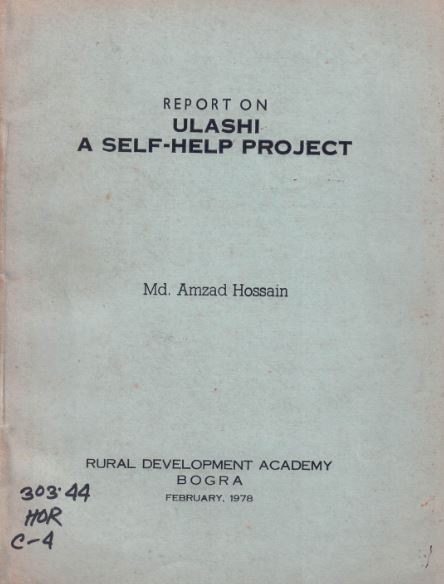 REPORT ON
ULASHI
A SELF-HELP PROJECT
Md. Amzad Hossain
RURAL DEVELOPMENT ACADEMY
BOGRA
FEBRUARY, 1978
303.44
HOR
C-4